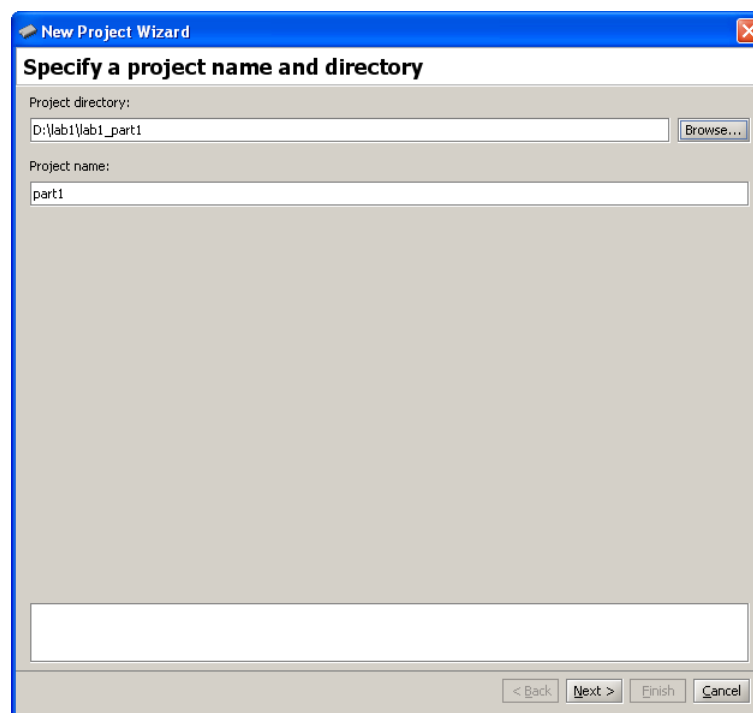 New Project Wizard
Specify a project name and directory
Project directory:
D:\lab1\lab1_part1 Browse...
Project name:
part1
< Back Next > Finish Cancel